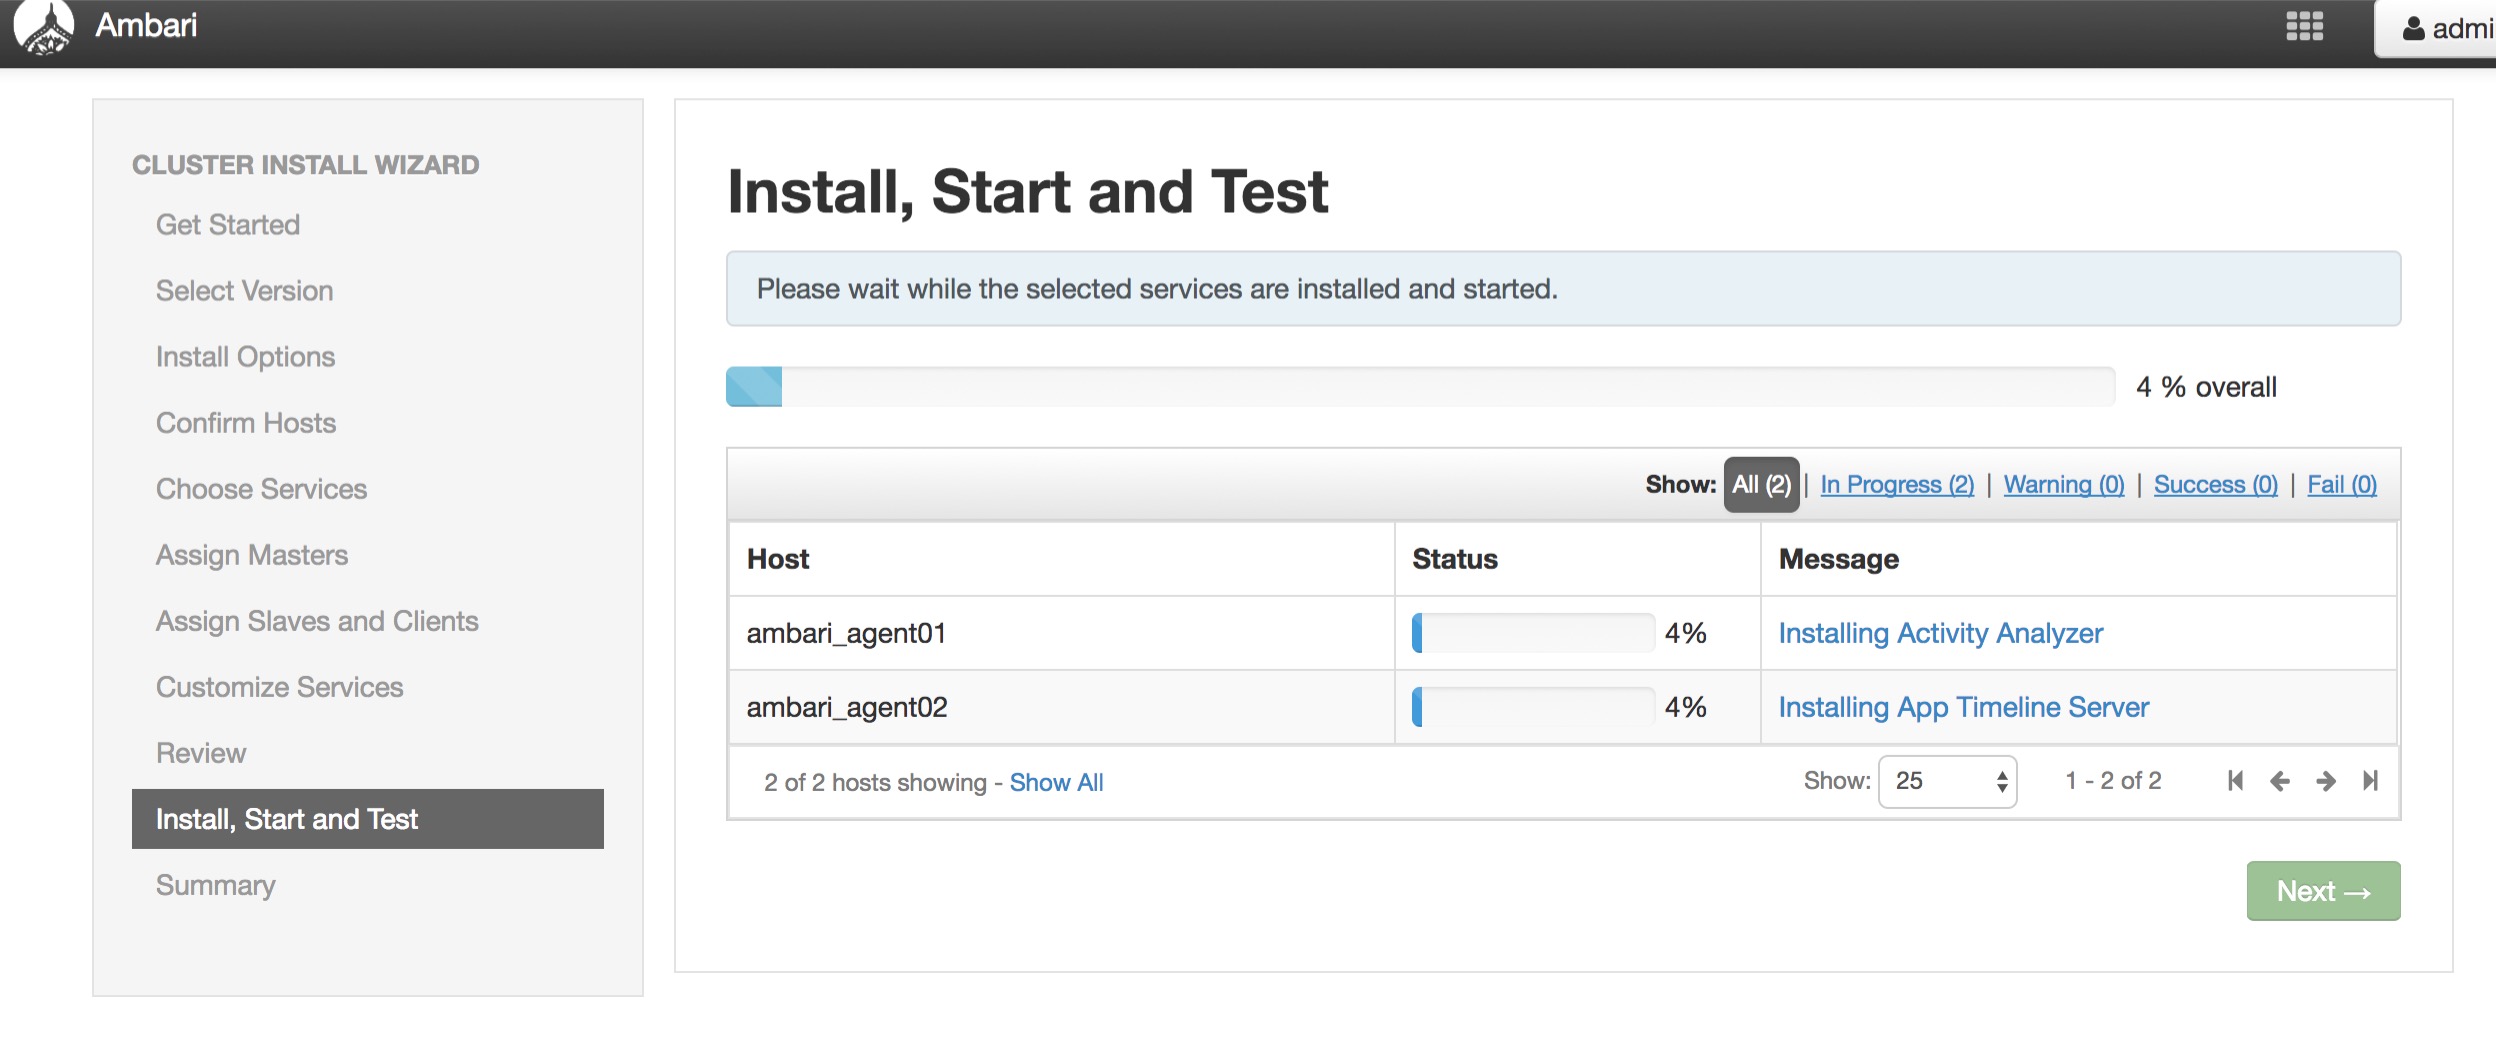 Ambari
admi
CLUSTER INSTALL WIZARD
Get Started
Select Version
Install Options
Confirm Hosts
Choose Services
Assign Masters
Assign Slaves and Clients
Customize Services
Review
Install, Start and Test
Summary
Install, Start and Test
Please wait while the selected services are installed and started.
4 % overall
Show: All (2) | In Progress (2) | Warning (0) | Success (0) | Fail (0)
Host Status Message
ambari_agent01 4% Installing Activity Analyzer
ambari_agent02 4% Installing App Timeline Server
2 of 2 hosts showing - Show All Show: 25 1 - 2 of 2
Next →